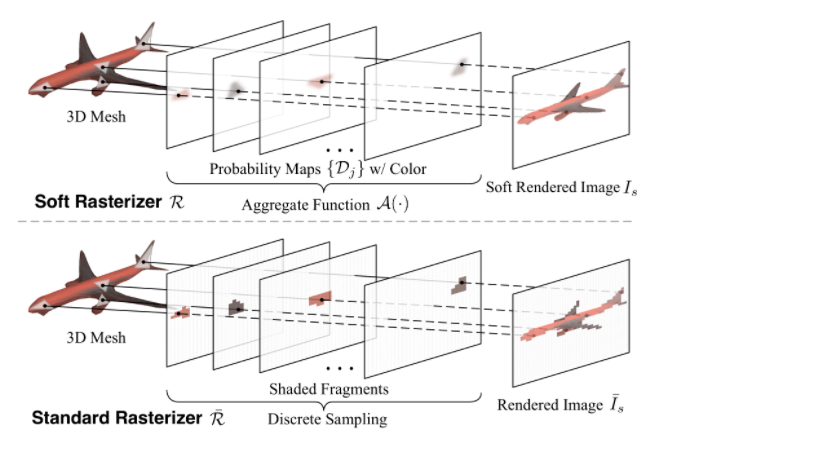 3D Mesh
Probability Maps {𝒟ⱼ} w/ Color
Soft Rendered Image Iₛ
Soft Rasterizer ℛ
Aggregate Function 𝒜(·)
3D Mesh
Shaded Fragments
Rendered Image Īₛ
Standard Rasterizer ℛ̄
Discrete Sampling